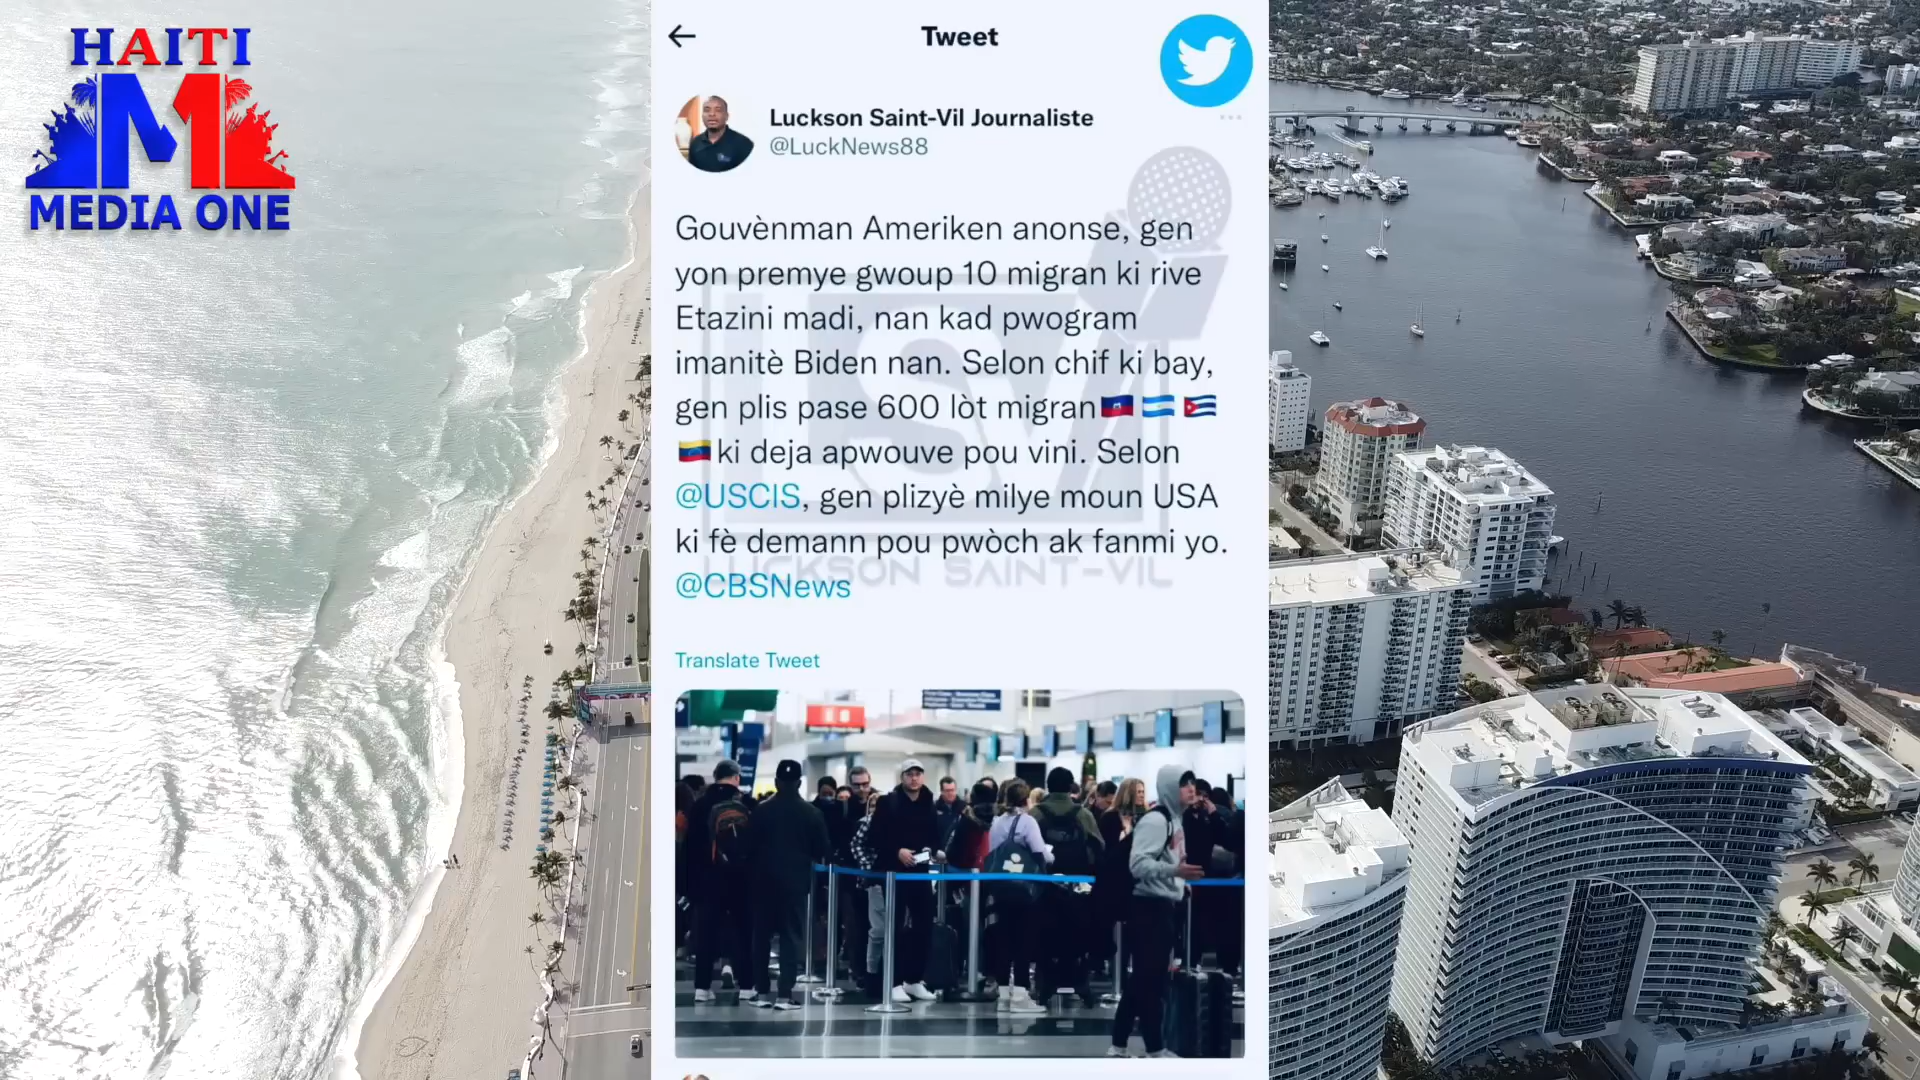 HAITI
M1
MEDIA ONE
Tweet
Luckson Saint-Vil Journaliste
@LuckNews88
Gouvènman Ameriken anonse, gen
yon premye gwoup 10 migran ki rive
Etazini madi, nan kad pwogram
imanitè Biden nan. Selon chif ki bay,
gen plis pase 600 lòt migran🇭🇹🇳🇮🇨🇺
🇻🇪ki deja apwouve pou vini. Selon
@USCIS, gen plizyè milye moun USA
ki fè demann pou pwòch ak fanmi yo.
@CBSNews
LSV
LUCKSON SAINT-VIL
Translate Tweet